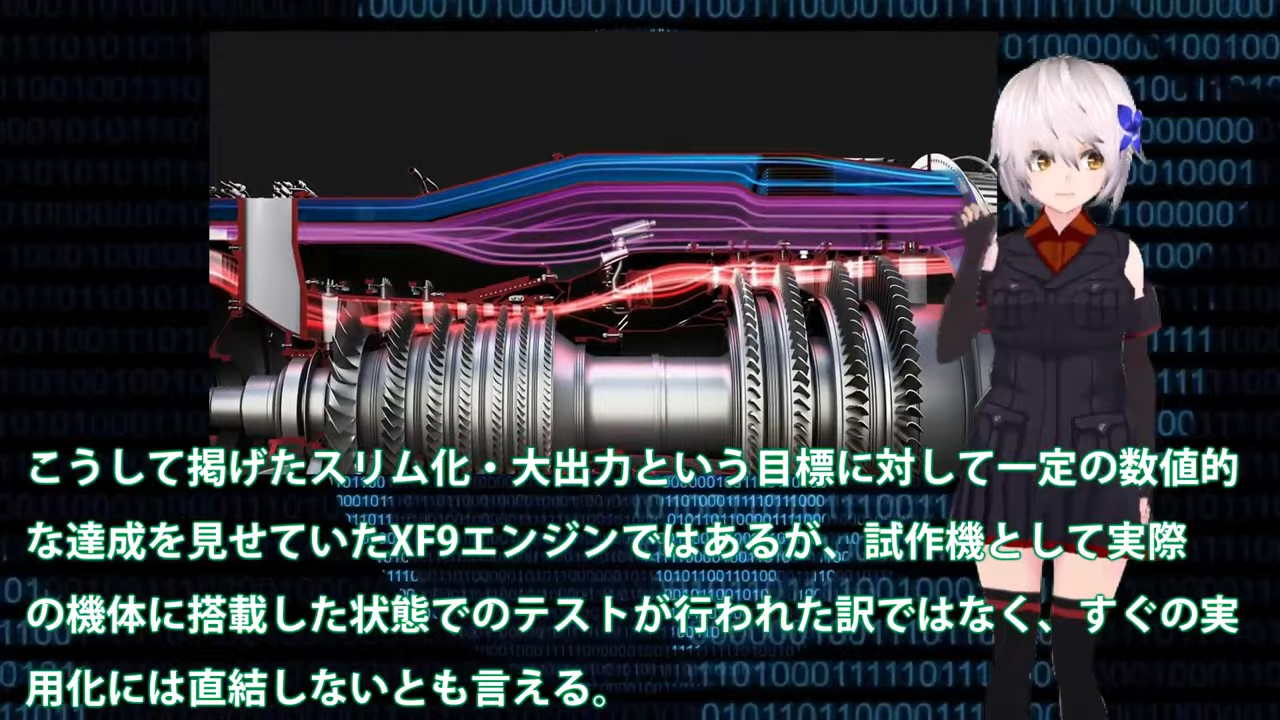 こうして掲げたスリム化・大出力という目標に対して一定の数値的
な達成を見せていたXF9エンジンではあるが、試作機として実際
の機体に搭載した状態でのテストが行われた訳ではなく、すぐの実
用化には直結しないとも言える。